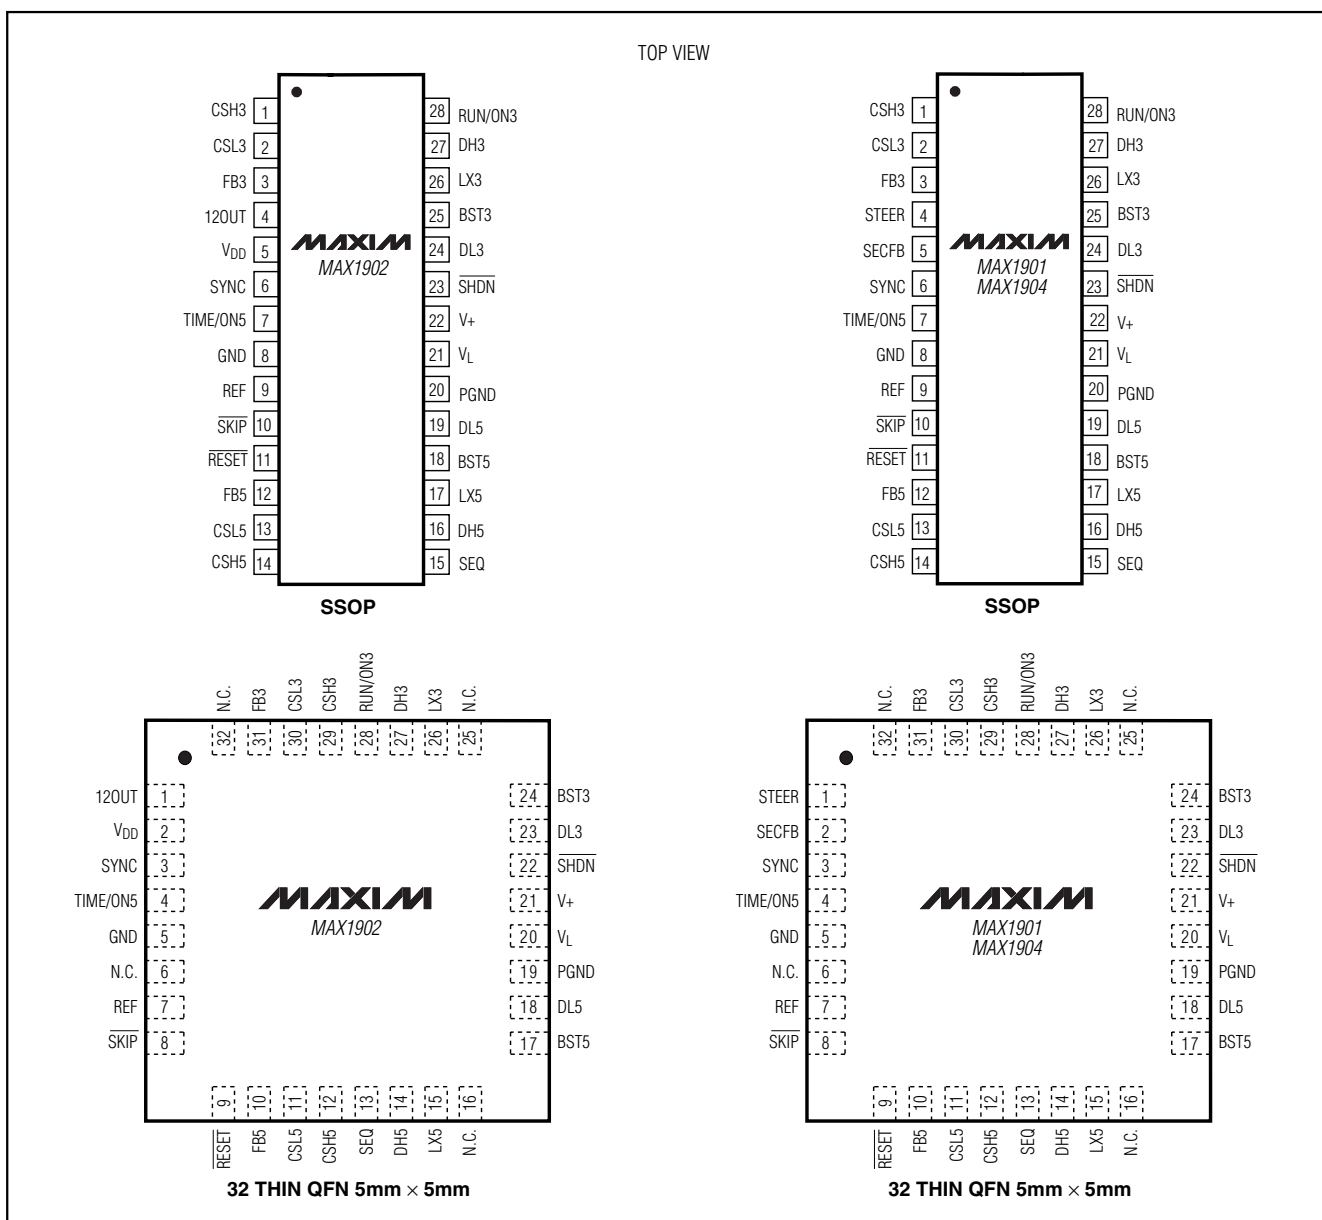 TOP VIEW
CSH3 1
CSL3 2
FB3 3
12OUT 4
VDD 5
SYNC 6
TIME/ON5 7
GND 8
REF 9
SKIP 10
RESET 11
FB5 12
CSL5 13
CSH5 14
28 RUN/ON3
27 DH3
26 LX3
25 BST3
24 DL3
23 SHDN
22 V+
21 VL
20 PGND
19 DL5
18 BST5
17 LX5
16 DH5
15 SEQ
MAXIM
MAX1902
SSOP
CSH3 1
CSL3 2
FB3 3
STEER 4
SECFB 5
SYNC 6
TIME/ON5 7
GND 8
REF 9
SKIP 10
RESET 11
FB5 12
CSL5 13
CSH5 14
28 RUN/ON3
27 DH3
26 LX3
25 BST3
24 DL3
23 SHDN
22 V+
21 VL
20 PGND
19 DL5
18 BST5
17 LX5
16 DH5
15 SEQ
MAXIM
MAX1901
MAX1904
SSOP
N.C. FB3 CSL3 CSH3 RUN/ON3 DH3 LX3 N.C.
32 31 30 29 28 27 26 25
12OUT 1
VDD 2
SYNC 3
TIME/ON5 4
GND 5
N.C. 6
REF 7
SKIP 8
24 BST3
23 DL3
22 SHDN
21 V+
20 VL
19 PGND
18 DL5
17 BST5
MAXIM
MAX1902
9 10 11 12 13 14 15 16
RESET FB5 CSL5 CSH5 SEQ DH5 LX5 N.C.
32 THIN QFN 5mm × 5mm
N.C. FB3 CSL3 CSH3 RUN/ON3 DH3 LX3 N.C.
32 31 30 29 28 27 26 25
STEER 1
SECFB 2
SYNC 3
TIME/ON5 4
GND 5
N.C. 6
REF 7
SKIP 8
24 BST3
23 DL3
22 SHDN
21 V+
20 VL
19 PGND
18 DL5
17 BST5
MAXIM
MAX1901
MAX1904
9 10 11 12 13 14 15 16
RESET FB5 CSL5 CSH5 SEQ DH5 LX5 N.C.
32 THIN QFN 5mm × 5mm